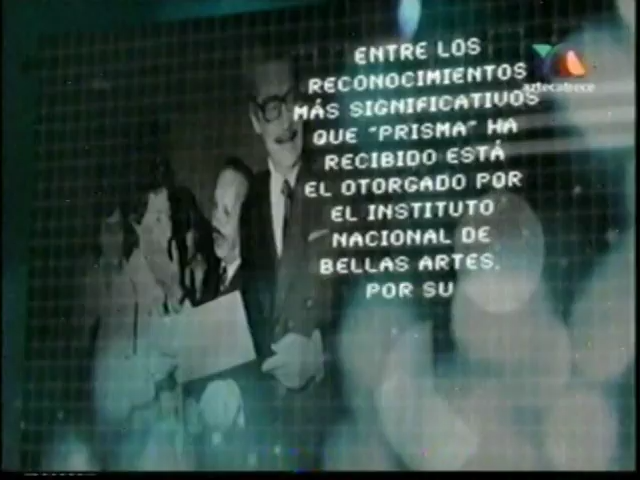 ENTRE LOS
RECONOCIMIENTOS
MÁS SIGNIFICATIVOS
QUE "PRISMA" HA
RECIBIDO ESTÁ
EL OTORGADO POR
EL INSTITUTO
NACIONAL DE
BELLAS ARTES,
POR SU
aztecatrece